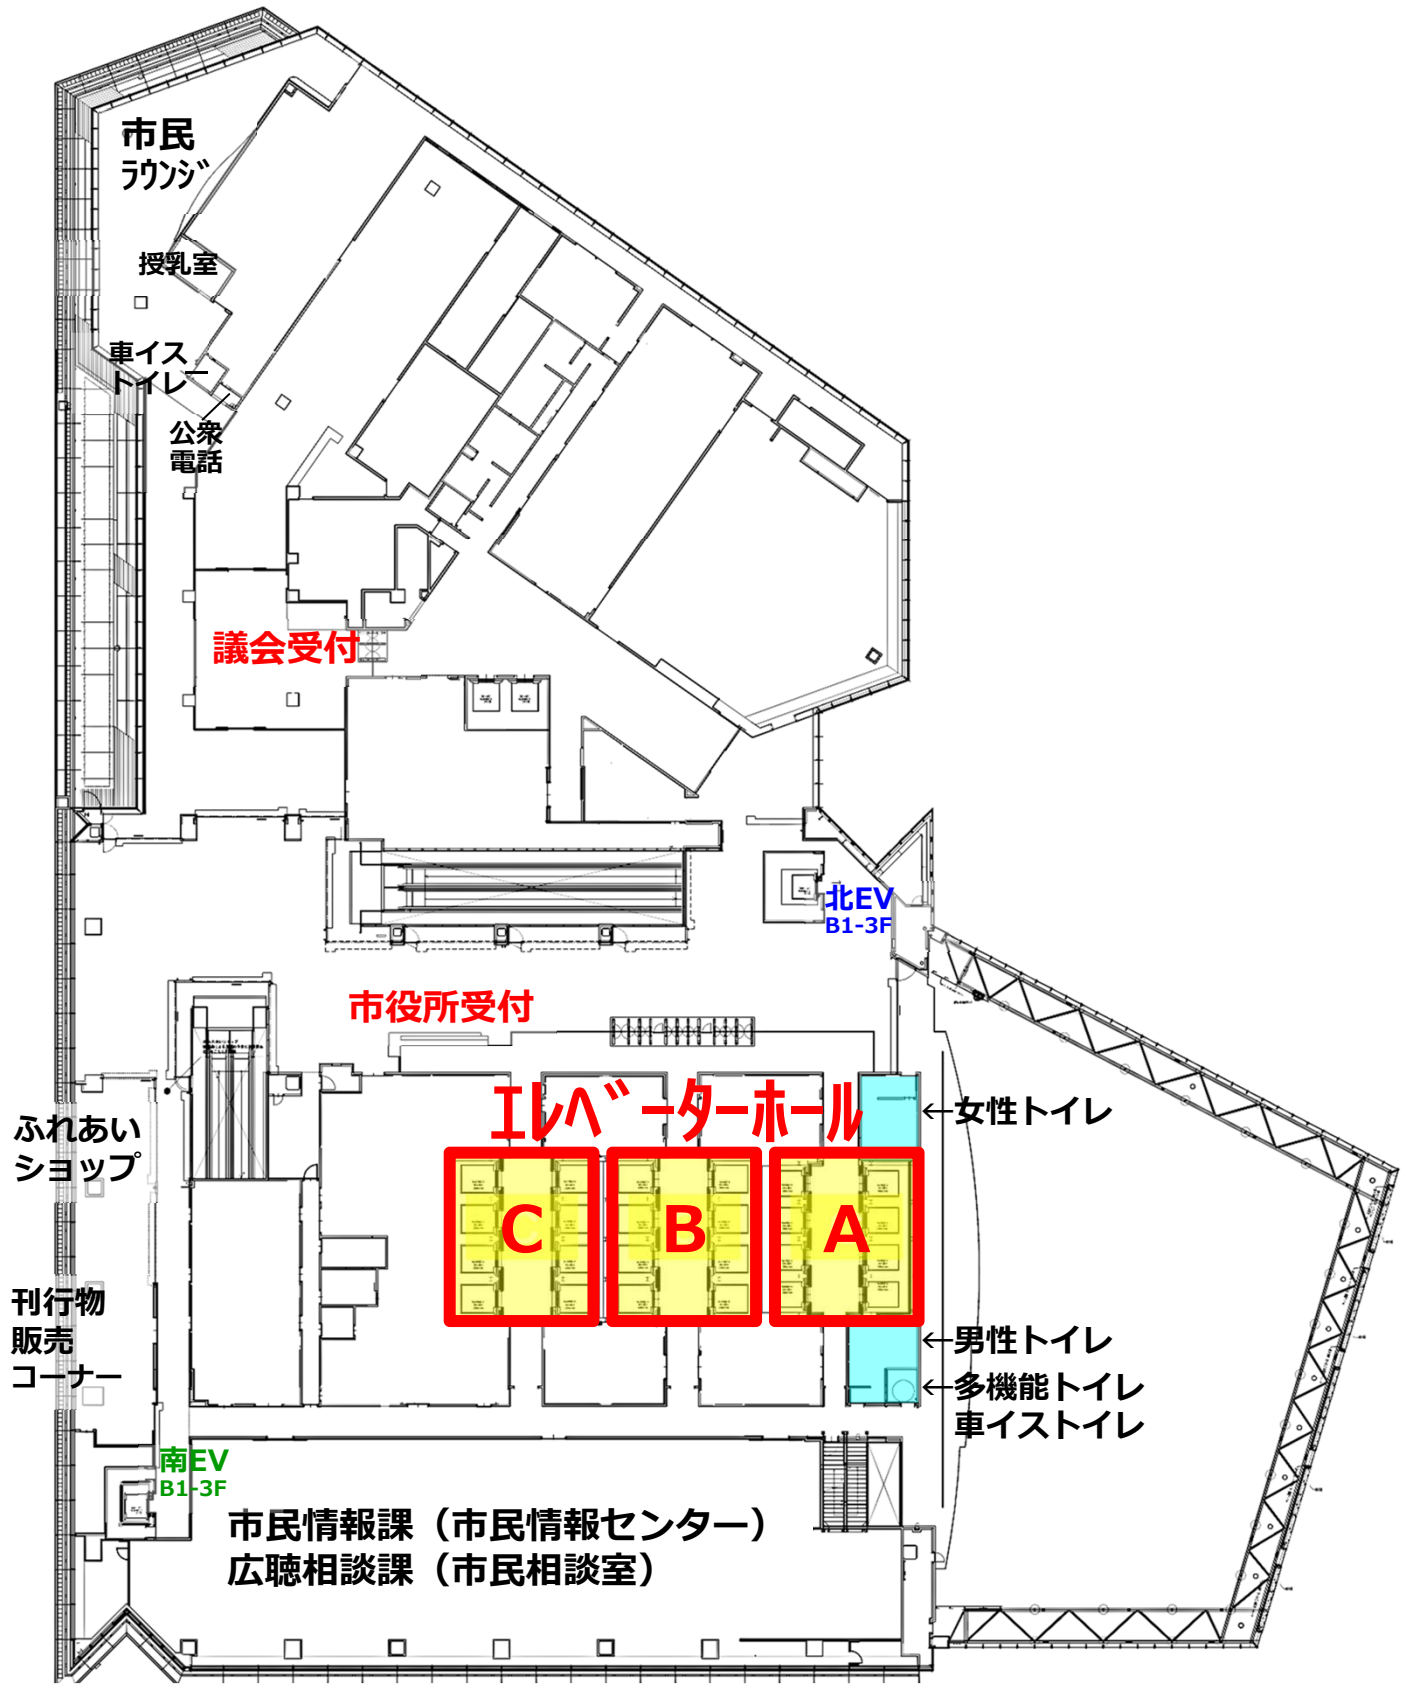 市民
ラウンジ
授乳室
車イス
トイレ
公衆
電話
議会受付
北EV
B1-3F
市役所受付
エレベーターホール
C
B
A
←女性トイレ
ふれあい
ショップ
刊行物
販売
コーナー
←男性トイレ
←多機能トイレ
車イストイレ
南EV
B1-3F
市民情報課（市民情報センター）
広聴相談課（市民相談室）